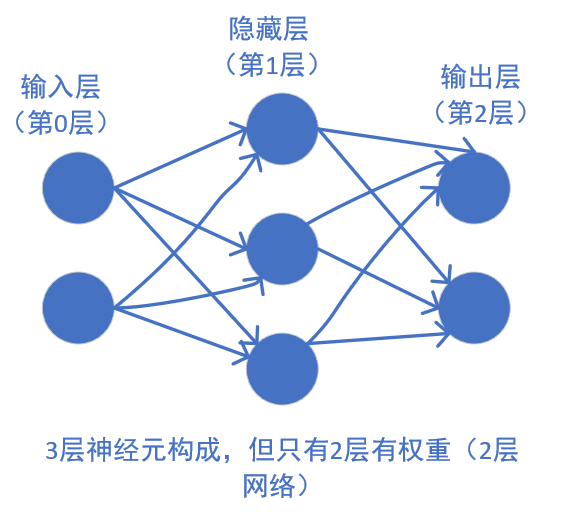 隐藏层
（第1层）
输入层
（第0层）
输出层
（第2层）
3层神经元构成，但只有2层有权重（2层
网络）